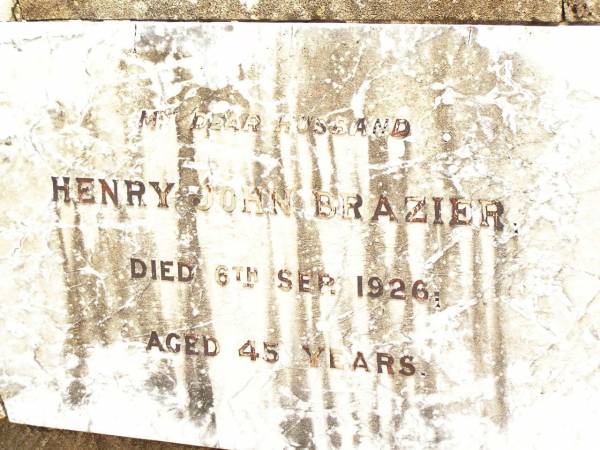 MY DEAR HUSBAND
HENRY JOHN BRAZIER,
DIED 6TH SEP. 1926,
AGED 45 YEARS.